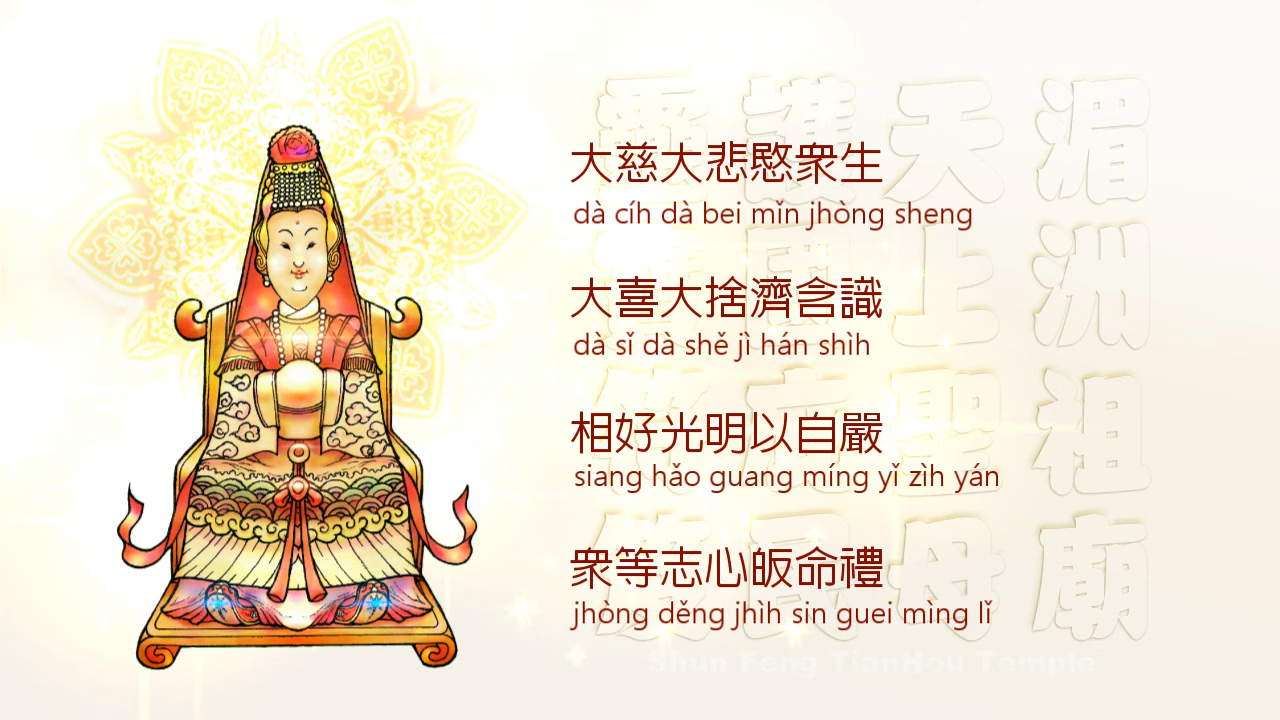 大慈大悲愍衆生
dà cíh dà bei mǐn jhòng sheng
大喜大捨濟含識
dà sǐ dà shě jì hán shìh
相好光明以自嚴
siang hǎo guang míng yǐ zìh yán
衆等志心皈命禮
jhòng děng jhìh sin guei mìng lǐ
湄洲祖廟
天上聖母
Shun Feng TianHou Temple